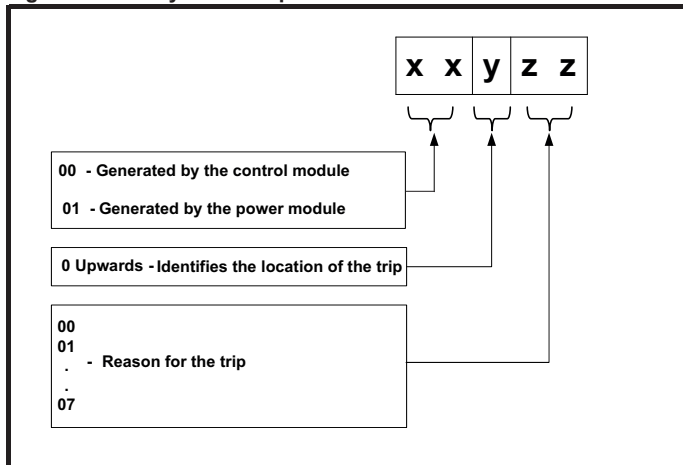 x x y z z
00 - Generated by the control module
01 - Generated by the power module
0 Upwards - Identifies the location of the trip
00
01
.
- Reason for the trip
.
07